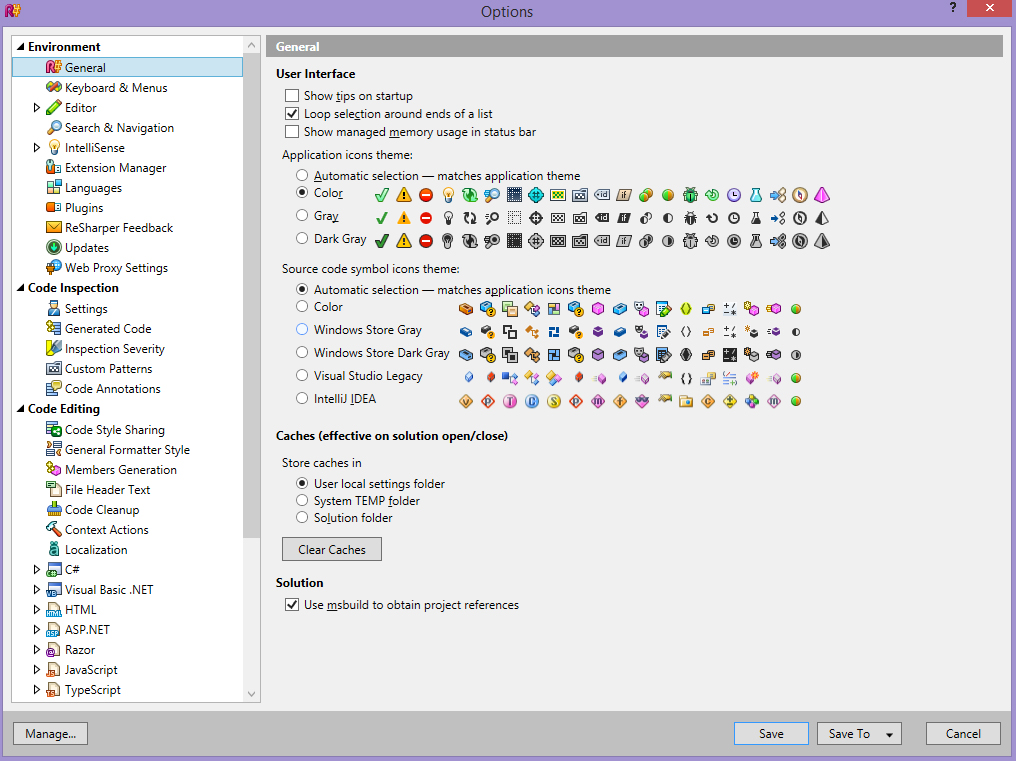 Options
?
Environment
General
Keyboard & Menus
Editor
Search & Navigation
IntelliSense
Extension Manager
Languages
Plugins
ReSharper Feedback
Updates
Web Proxy Settings
Code Inspection
Settings
Generated Code
Inspection Severity
Custom Patterns
Code Annotations
Code Editing
Code Style Sharing
General Formatter Style
Members Generation
File Header Text
Code Cleanup
Context Actions
Localization
C#
Visual Basic .NET
HTML
ASP.NET
Razor
JavaScript
TypeScript
General
User Interface
Show tips on startup
Loop selection around ends of a list
Show managed memory usage in status bar
Application icons theme:
Automatic selection — matches application theme
Color
Gray
Dark Gray
Source code symbol icons theme:
Automatic selection — matches application icons theme
Color
Windows Store Gray
Windows Store Dark Gray
Visual Studio Legacy
IntelliJ IDEA
Caches (effective on solution open/close)
Store caches in
User local settings folder
System TEMP folder
Solution folder
Clear Caches
Solution
Use msbuild to obtain project references
Manage...
Save
Save To
Cancel